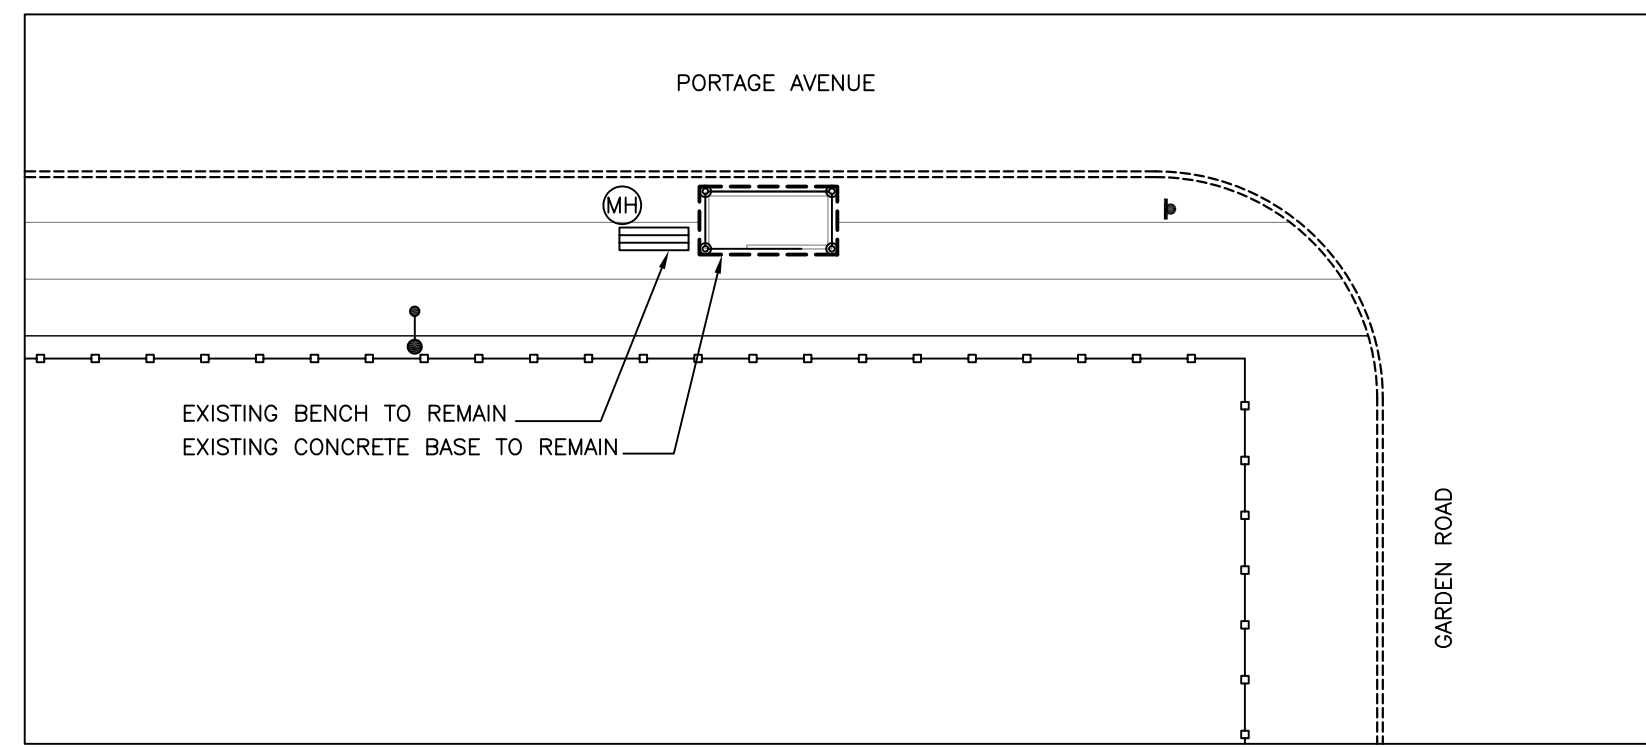 PORTAGE AVENUE
MH
EXISTING BENCH TO REMAIN
EXISTING CONCRETE BASE TO REMAIN
GARDEN ROAD